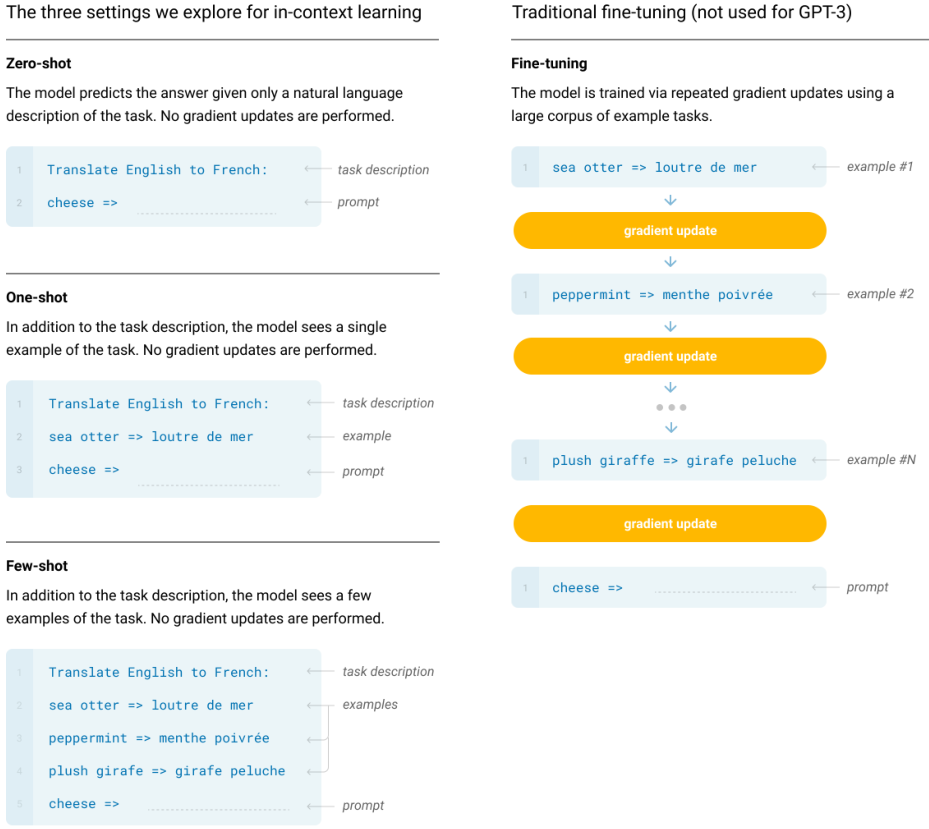 The three settings we explore for in-context learning
Zero-shot
The model predicts the answer given only a natural language
description of the task. No gradient updates are performed.
1 Translate English to French: task description
2 cheese => prompt
One-shot
In addition to the task description, the model sees a single
example of the task. No gradient updates are performed.
1 Translate English to French: task description
2 sea otter => loutre de mer example
3 cheese => prompt
Few-shot
In addition to the task description, the model sees a few
examples of the task. No gradient updates are performed.
1 Translate English to French: task description
2 sea otter => loutre de mer examples
3 peppermint => menthe poivrée
4 plush girafe => girafe peluche
5 cheese => prompt
Traditional fine-tuning (not used for GPT-3)
Fine-tuning
The model is trained via repeated gradient updates using a
large corpus of example tasks.
1 sea otter => loutre de mer example #1
gradient update
1 peppermint => menthe poivrée example #2
gradient update
1 plush giraffe => girafe peluche example #N
gradient update
1 cheese => prompt